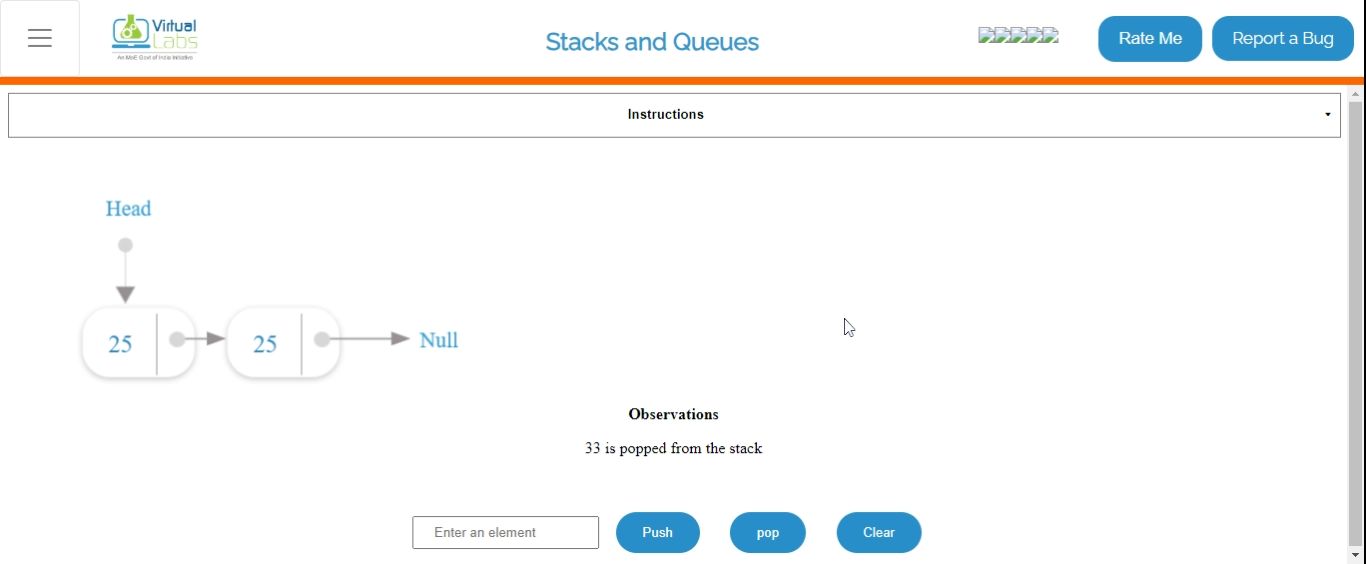 Virtual
Labs
An MoE Govt of India Initiative
Stacks and Queues
Rate Me
Report a Bug
Instructions
Head
25
25
Null
Observations
33 is popped from the stack
Enter an element
Push
pop
Clear